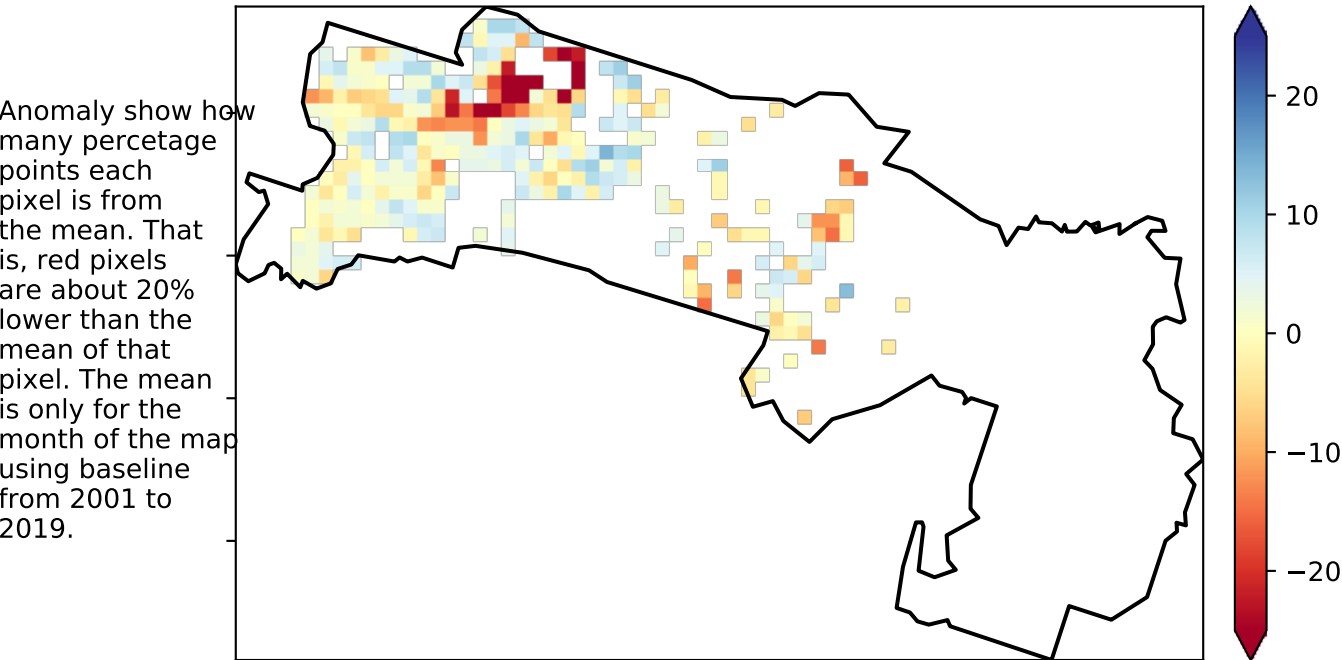 Anomaly show how
many percetage
points each
pixel is from
the mean. That
is, red pixels
are about 20%
lower than the
mean of that
pixel. The mean
is only for the
month of the map
using baseline
from 2001 to
2019.
20
10
0
−10
−20